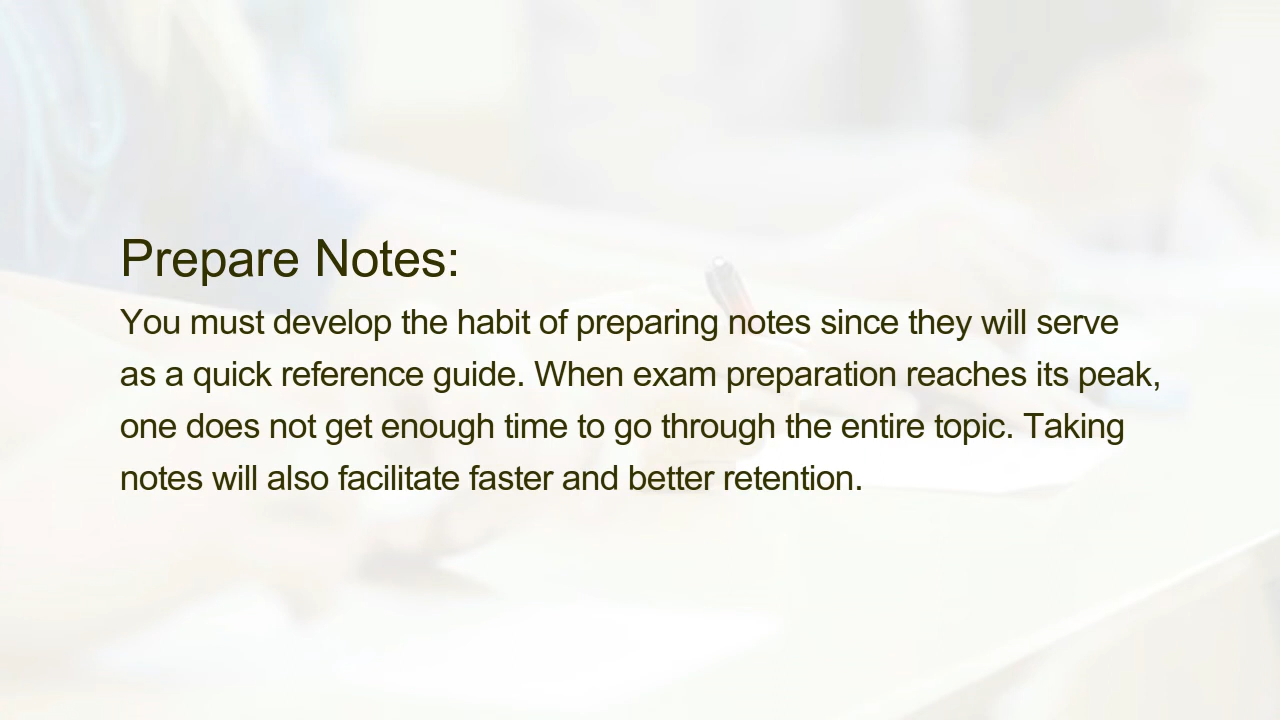 Prepare Notes:
You must develop the habit of preparing notes since they will serve
as a quick reference guide. When exam preparation reaches its peak,
one does not get enough time to go through the entire topic. Taking
notes will also facilitate faster and better retention.